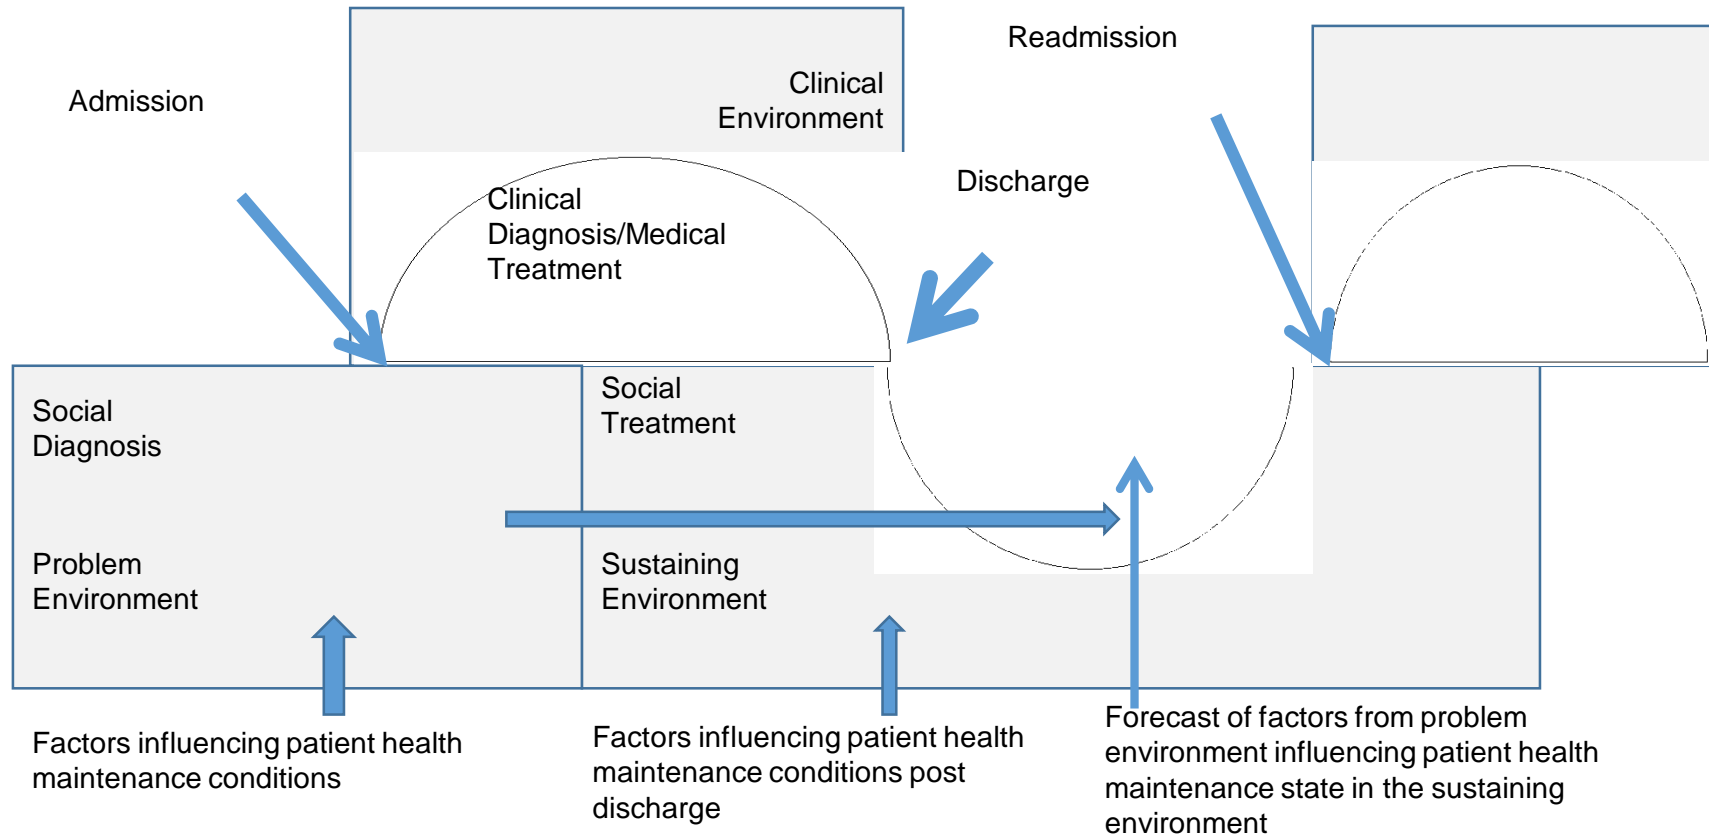 Readmission
Admission
Clinical
Environment
Discharge
Clinical
Diagnosis/Medical
Treatment
Social
Diagnosis
Social
Treatment
Problem
Environment
Sustaining
Environment
Factors influencing patient health
maintenance conditions
Factors influencing patient health
maintenance conditions post
discharge
Forecast of factors from problem
environment influencing patient health
maintenance state in the sustaining
environment